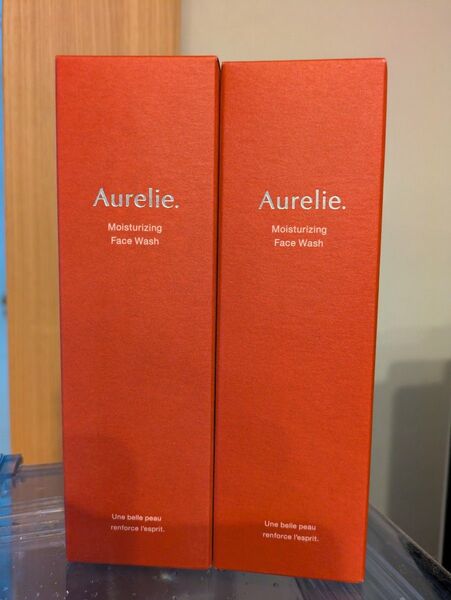 Aurelie.
Moisturizing
Face Wash
Une belle peau
renforce l'esprit.
Aurelie.
Moisturizing
Face Wash
Une belle peau
renforce l'esprit.